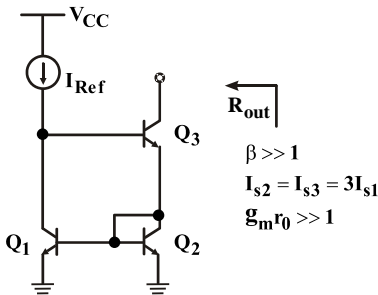 V_CC
I_Ref
R_out
Q_3
β >> 1
I_s2 = I_s3 = 3I_s1
g_m r_0 >> 1
Q_1
Q_2